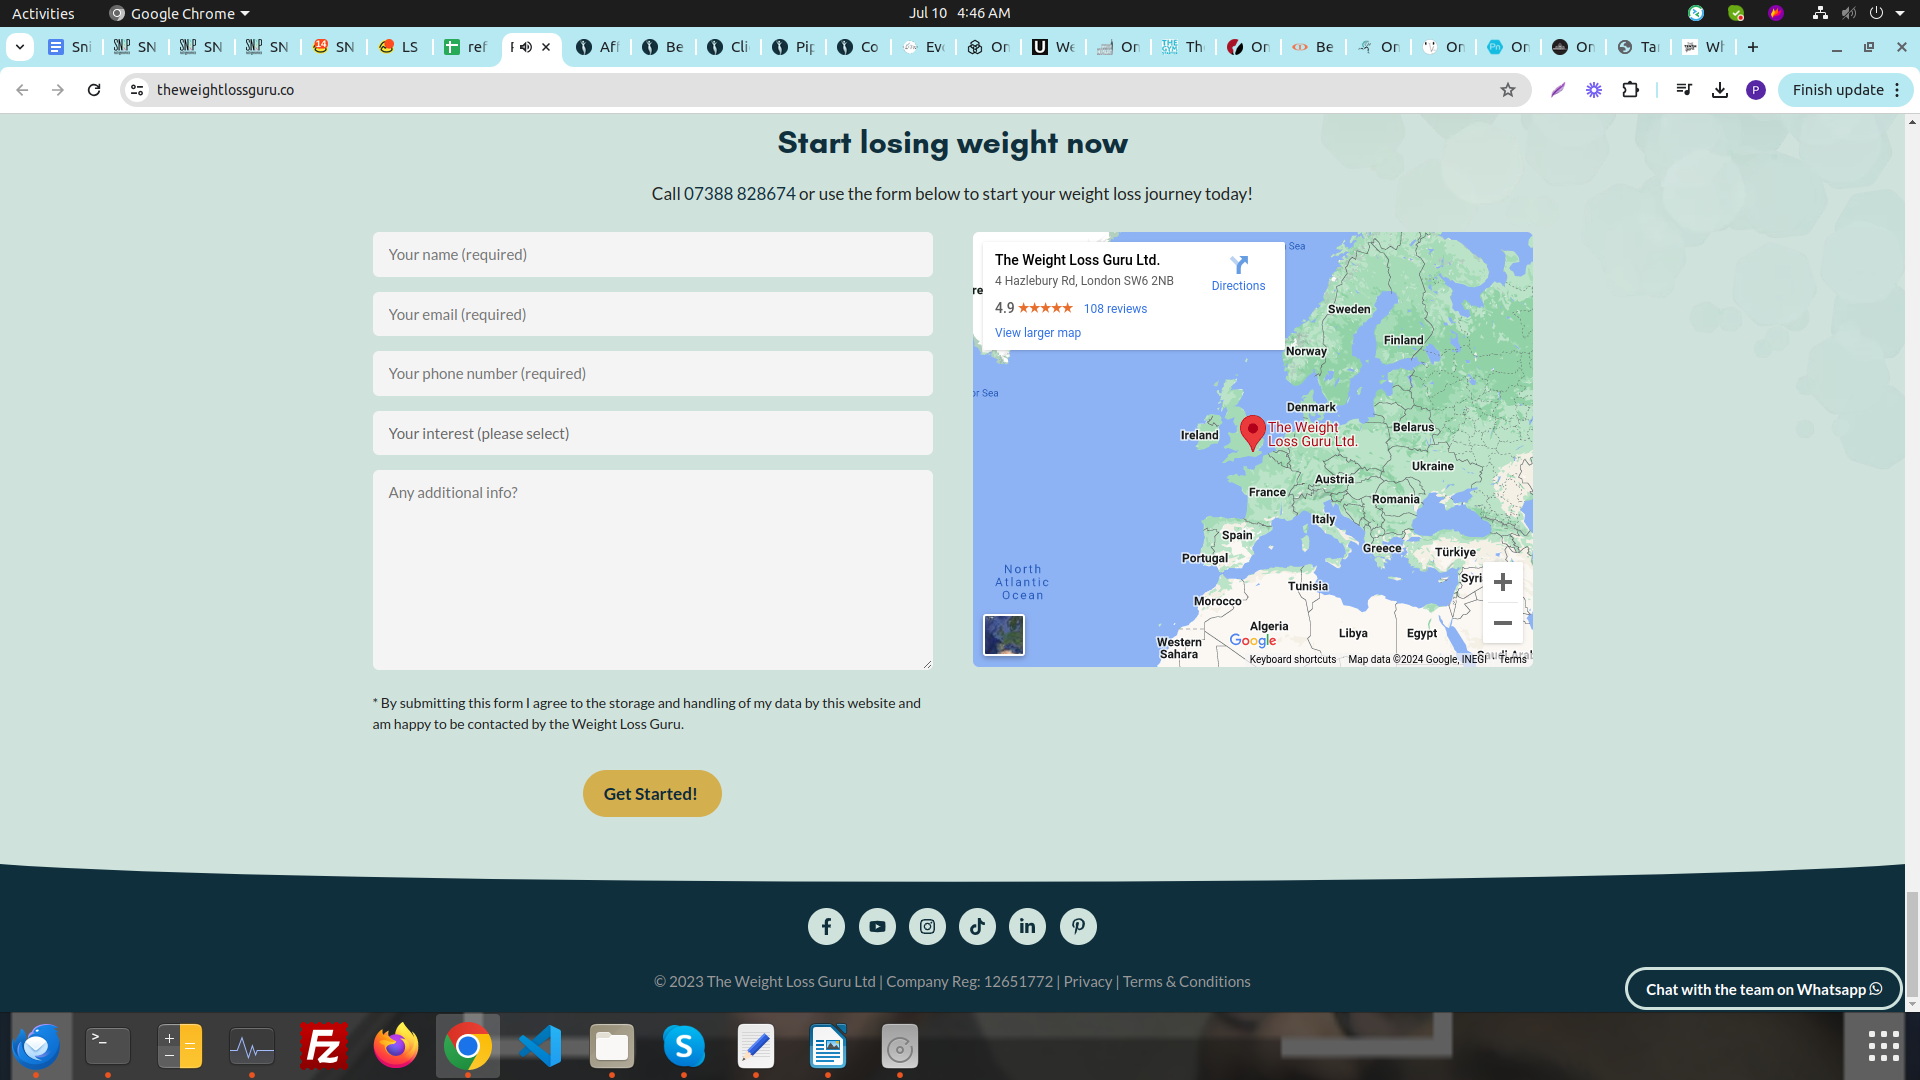 Activities
Google Chrome
Jul 10 4:46 AM
Sni
SN
SN
SN
SN
LS
ref
Aff
Be
Cli
Pip
Co
Eve
On
We
On
Th
On
Be
On
On
On
On
Tar
Wh
theweightlossguru.co
P
Finish update
Start losing weight now
Call 07388 828674 or use the form below to start your weight loss journey today!
Your name (required)
Your email (required)
Your phone number (required)
Your interest (please select)
Any additional info?
* By submitting this form I agree to the storage and handling of my data by this website and
am happy to be contacted by the Weight Loss Guru.
Get Started!
The Weight Loss Guru Ltd.
4 Hazlebury Rd, London SW6 2NB
4.9
108 reviews
View larger map
Directions
Sea
Sweden
Finland
Norway
or Sea
Denmark
Ireland
The Weight
Loss Guru Ltd.
Belarus
Ukraine
Austria
France
Romania
Italy
Spain
Portugal
Greece
Türkiye
North
Atlantic
Ocean
Syri
Tunisia
Morocco
Algeria
Libya
Egypt
Western
Sahara
Google
Keyboard shortcuts
Map data ©2024 Google, INEGI
Terms
© 2023 The Weight Loss Guru Ltd | Company Reg: 12651772 | Privacy | Terms & Conditions
Chat with the team on Whatsapp